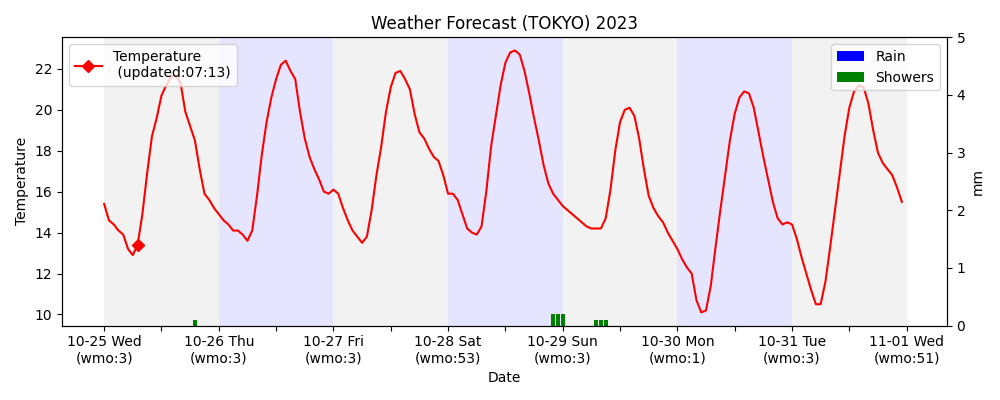 Weather Forecast (TOKYO) 2023
Temperature
(updated:07:13)
Rain
Showers
Temperature
22
20
18
16
14
12
10
5
4
3
2
1
0
mm
10-25 Wed
(wmo:3)
10-26 Thu
(wmo:3)
10-27 Fri
(wmo:3)
10-28 Sat
(wmo:53)
10-29 Sun
(wmo:3)
10-30 Mon
(wmo:1)
10-31 Tue
(wmo:3)
11-01 Wed
(wmo:51)
Date